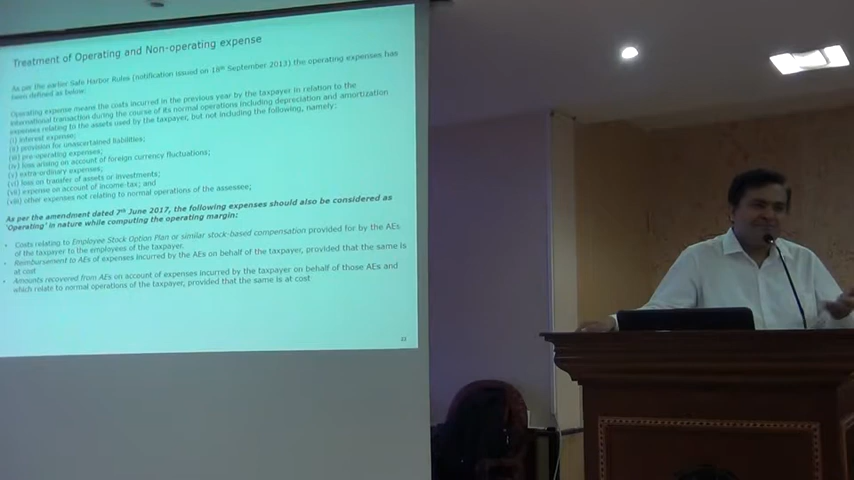 Treatment of Operating and Non-operating expense
As per the earlier Safe Harbor Rules (notification issued on 18th September 2013) the operating expenses has
been defined as below:
Operating expense means the costs incurred in the previous year by the taxpayer in relation to the
international transaction during the course of its normal operations including depreciation and amortization
expenses relating to the assets used by the taxpayer, but not including the following, namely:
(i) interest expense;
(ii) provision for unascertained liabilities;
(iii) pre-operating expenses;
(iv) loss arising on account of foreign currency fluctuations;
(v) extra-ordinary expenses;
(vi) loss on transfer of assets or investments;
(vii) expense on account of income-tax; and
(viii) other expenses not relating to normal operations of the assessee;
As per the amendment dated 7th June 2017, the following expenses should also be considered as
'Operating' in nature while computing the operating margin:
• Costs relating to Employee Stock Option Plan or similar stock-based compensation provided for by the AEs
of the taxpayer to the employees of the taxpayer.
• Reimbursement to AEs of expenses incurred by the AEs on behalf of the taxpayer, provided that the same is
at cost
• Amounts recovered from AEs on account of expenses incurred by the taxpayer on behalf of those AEs and
which relate to normal operations of the taxpayer, provided that the same is at cost